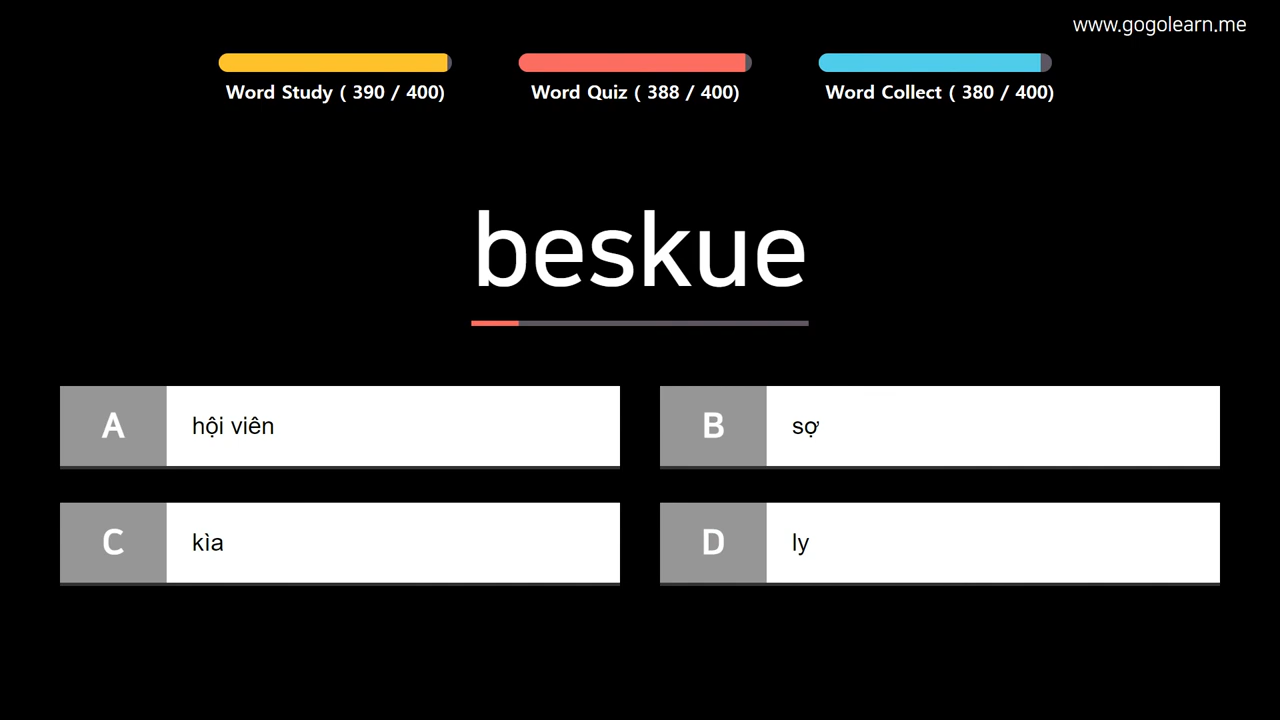 www.gogolearn.me
Word Study ( 390 / 400)
Word Quiz ( 388 / 400)
Word Collect ( 380 / 400)
beskue
A
hội viên
B
sợ
C
kìa
D
ly